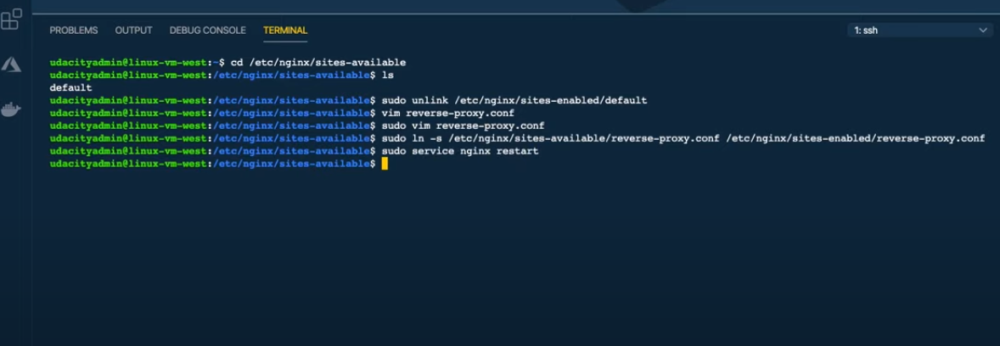 PROBLEMS OUTPUT DEBUG CONSOLE TERMINAL 1: ssh
udacityadmin@linux-vm-west:~$ cd /etc/nginx/sites-available
udacityadmin@linux-vm-west:/etc/nginx/sites-available$ ls
default
udacityadmin@linux-vm-west:/etc/nginx/sites-available$ sudo unlink /etc/nginx/sites-enabled/default
udacityadmin@linux-vm-west:/etc/nginx/sites-available$ vim reverse-proxy.conf
udacityadmin@linux-vm-west:/etc/nginx/sites-available$ sudo vim reverse-proxy.conf
udacityadmin@linux-vm-west:/etc/nginx/sites-available$ sudo ln -s /etc/nginx/sites-available/reverse-proxy.conf /etc/nginx/sites-enabled/reverse-proxy.conf
udacityadmin@linux-vm-west:/etc/nginx/sites-available$ sudo service nginx restart
udacityadmin@linux-vm-west:/etc/nginx/sites-available$